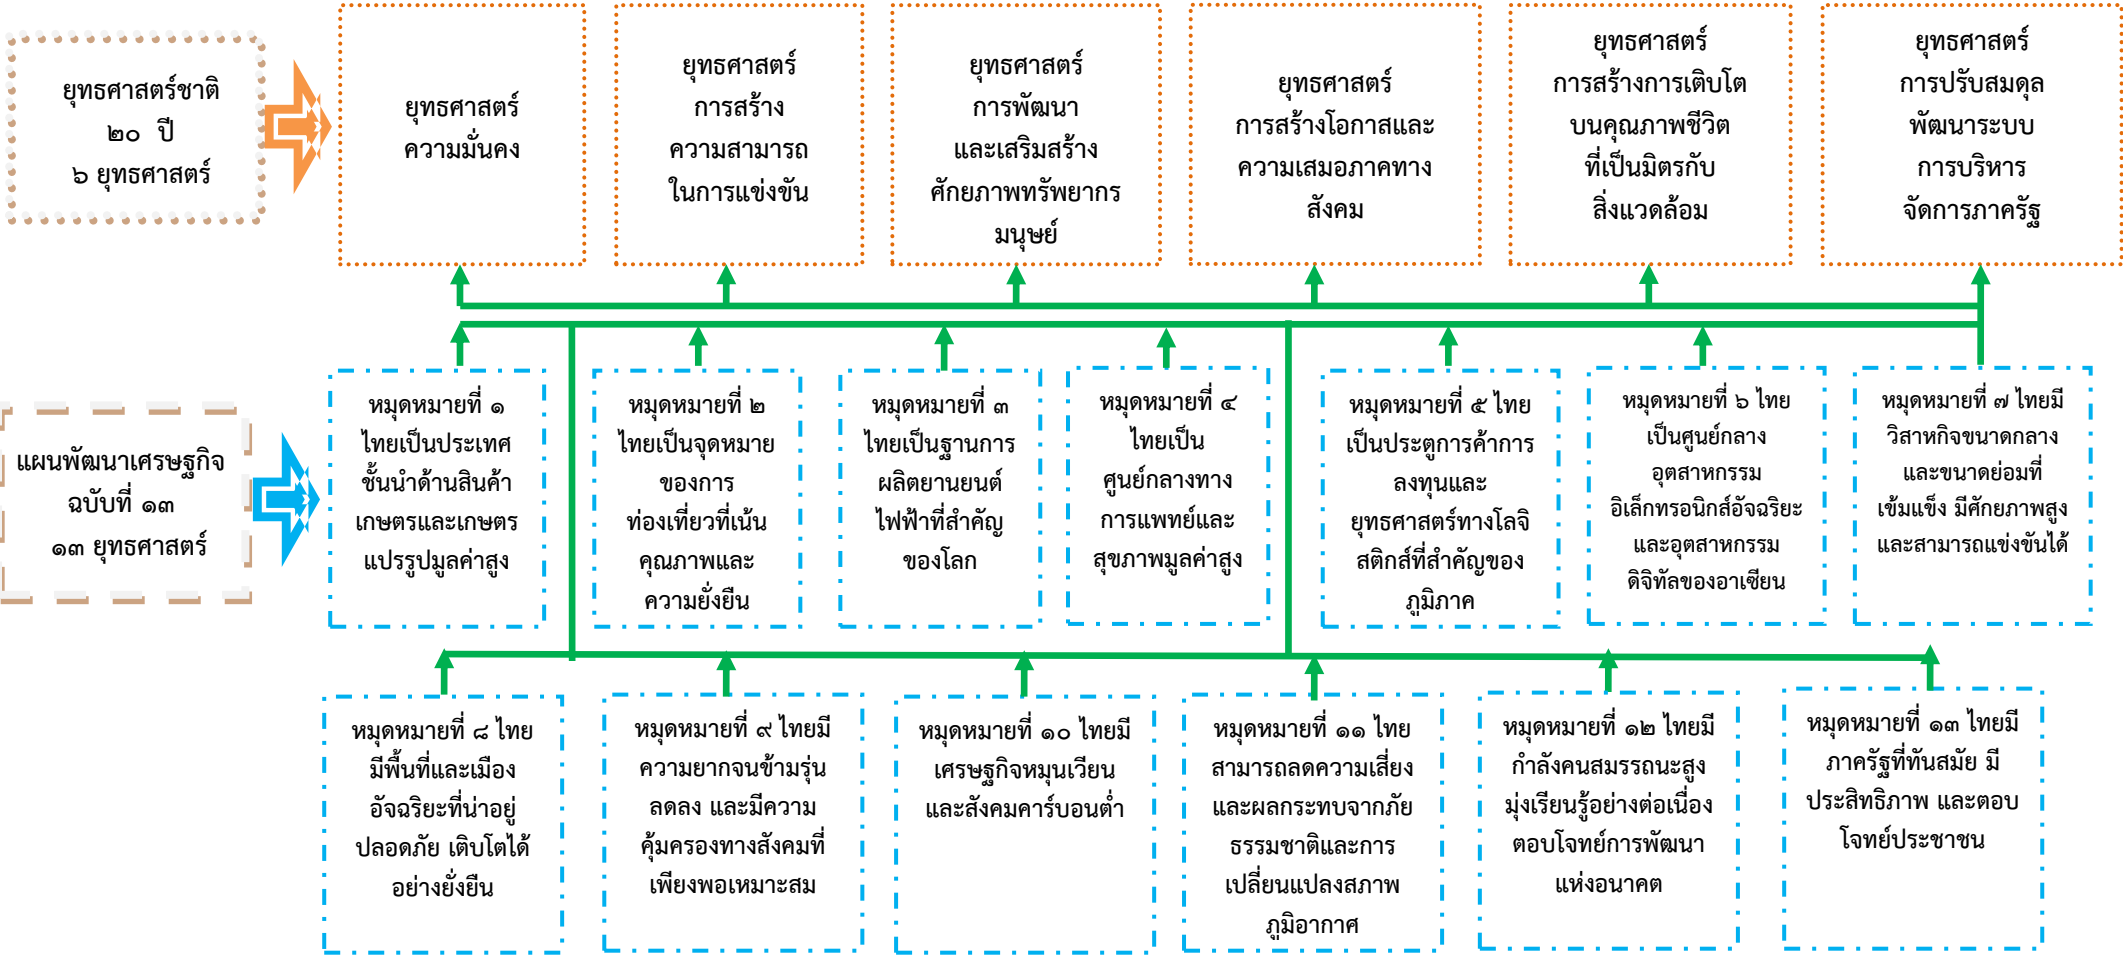 ยุทธศาสตร์ชาติ
๒๐ ปี
๖ ยุทธศาสตร์
ยุทธศาสตร์
ความมั่นคง
ยุทธศาสตร์
การสร้าง
ความสามารถ
ในการแข่งขัน
ยุทธศาสตร์
การพัฒนา
และเสริมสร้าง
ศักยภาพทรัพยากร
มนุษย์
ยุทธศาสตร์
การสร้างโอกาสและ
ความเสมอภาคทาง
สังคม
ยุทธศาสตร์
การสร้างการเติบโต
บนคุณภาพชีวิต
ที่เป็นมิตรกับ
สิ่งแวดล้อม
ยุทธศาสตร์
การปรับสมดุล
พัฒนาระบบ
การบริหาร
จัดการภาครัฐ
แผนพัฒนาเศรษฐกิจ
ฉบับที่ ๑๓
๑๓ ยุทธศาสตร์
หมุดหมายที่ ๑
ไทยเป็นประเทศ
ชั้นนำด้านสินค้า
เกษตรและเกษตร
แปรรูปมูลค่าสูง
หมุดหมายที่ ๒
ไทยเป็นจุดหมาย
ของการ
ท่องเที่ยวที่เน้น
คุณภาพและ
ความยั่งยืน
หมุดหมายที่ ๓
ไทยเป็นฐานการ
ผลิตยานยนต์
ไฟฟ้าที่สำคัญ
ของโลก
หมุดหมายที่ ๔
ไทยเป็น
ศูนย์กลางทาง
การแพทย์และ
สุขภาพมูลค่าสูง
หมุดหมายที่ ๕ ไทย
เป็นประตูการค้าการ
ลงทุนและ
ยุทธศาสตร์ทางโลจิ
สติกส์ที่สำคัญของ
ภูมิภาค
หมุดหมายที่ ๖ ไทย
เป็นศูนย์กลาง
อุตสาหกรรม
อิเล็กทรอนิกส์อัจฉริยะ
และอุตสาหกรรม
ดิจิทัลของอาเซียน
หมุดหมายที่ ๗ ไทยมี
วิสาหกิจขนาดกลาง
และขนาดย่อมที่
เข้มแข็ง มีศักยภาพสูง
และสามารถแข่งขันได้
หมุดหมายที่ ๘ ไทย
มีพื้นที่และเมือง
อัจฉริยะที่น่าอยู่
ปลอดภัย เติบโตได้
อย่างยั่งยืน
หมุดหมายที่ ๙ ไทยมี
ความยากจนข้ามรุ่น
ลดลง และมีความ
คุ้มครองทางสังคมที่
เพียงพอเหมาะสม
หมุดหมายที่ ๑๐ ไทยมี
เศรษฐกิจหมุนเวียน
และสังคมคาร์บอนต่ำ
หมุดหมายที่ ๑๑ ไทย
สามารถลดความเสี่ยง
และผลกระทบจากภัย
ธรรมชาติและการ
เปลี่ยนแปลงสภาพ
ภูมิอากาศ
หมุดหมายที่ ๑๒ ไทยมี
กำลังคนสมรรถนะสูง
มุ่งเรียนรู้อย่างต่อเนื่อง
ตอบโจทย์การพัฒนา
แห่งอนาคต
หมุดหมายที่ ๑๓ ไทยมี
ภาครัฐที่ทันสมัย มี
ประสิทธิภาพ และตอบ
โจทย์ประชาชน